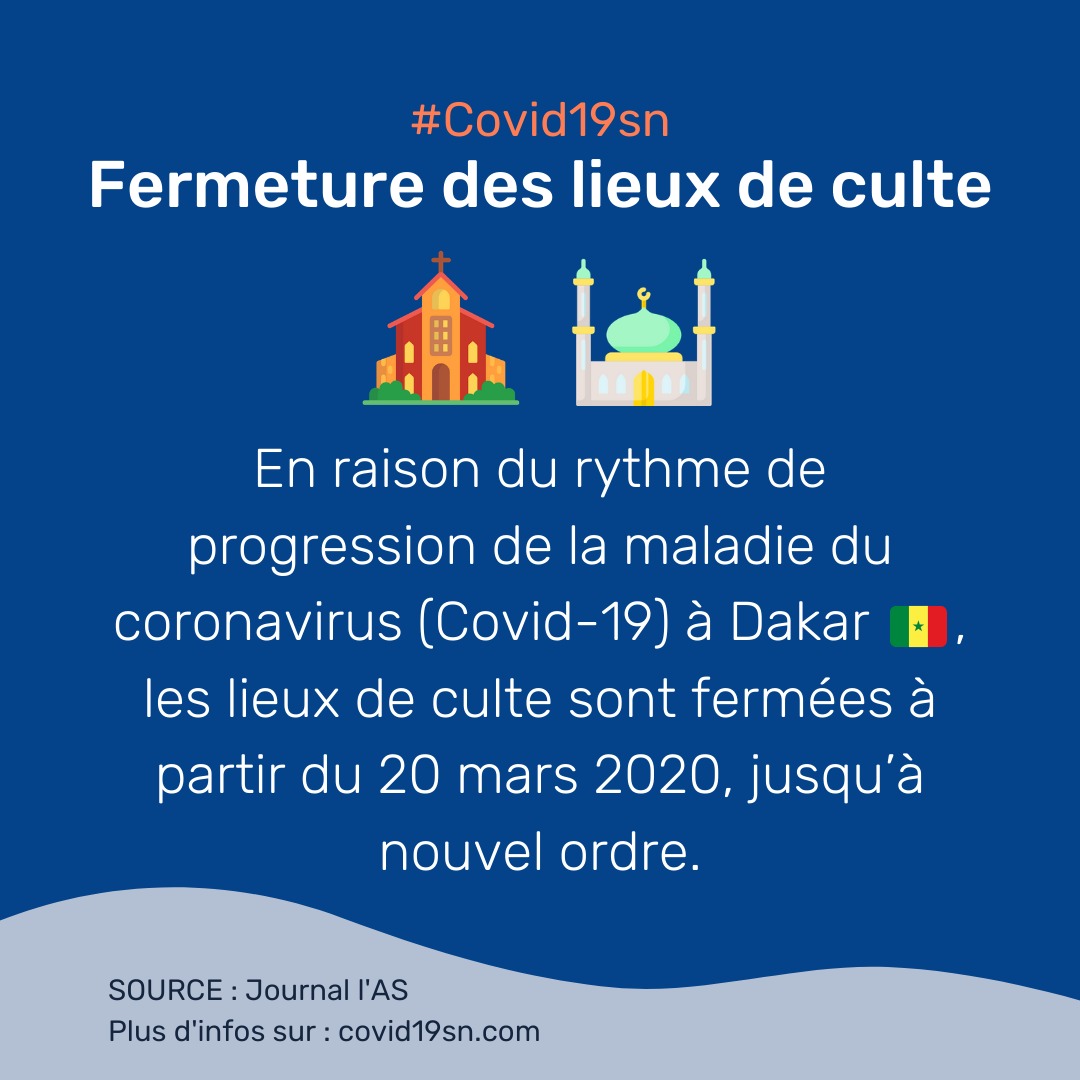 #Covid19sn
Fermeture des lieux de culte
En raison du rythme de
progression de la maladie du
coronavirus (Covid-19) à Dakar 🇸🇳,
les lieux de culte sont fermées à
partir du 20 mars 2020, jusqu’à
nouvel ordre.
SOURCE : Journal l'AS
Plus d'infos sur : covid19sn.com